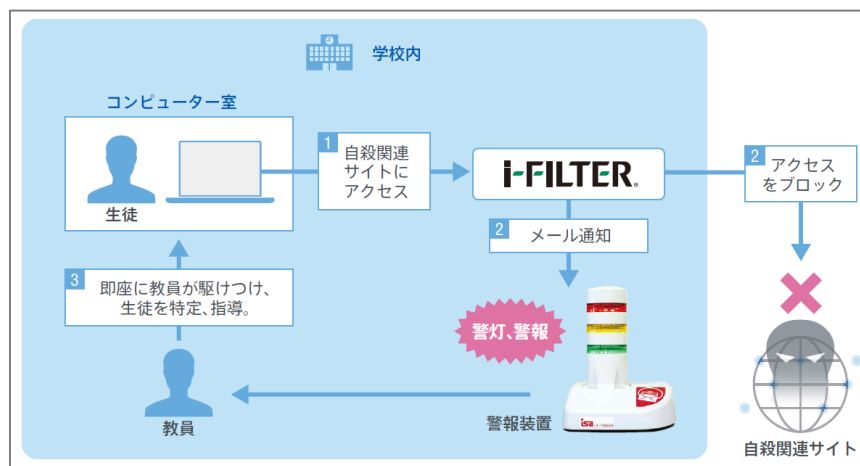 学校内
コンピューター室
生徒
1
自殺関連
サイトに
アクセス
i-FILTER®
2
アクセス
をブロック
2
メール通知
3
即座に教員が駆けつけ、
生徒を特定、指導。
警灯、警報
教員
警報装置
isa
自殺関連サイト